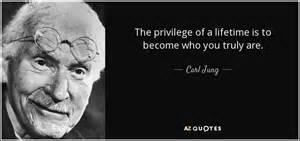 The privilege of a lifetime is to
become who you truly are.
Carl Jung
AZ QUOTES